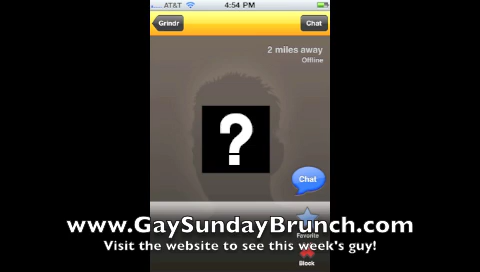 AT&T 4:54 PM
Grindr Chat
2 miles away
Offline
?
Chat
www.GaySundayBrunch.com
Favorite
Visit the website to see this week's guy!
Block